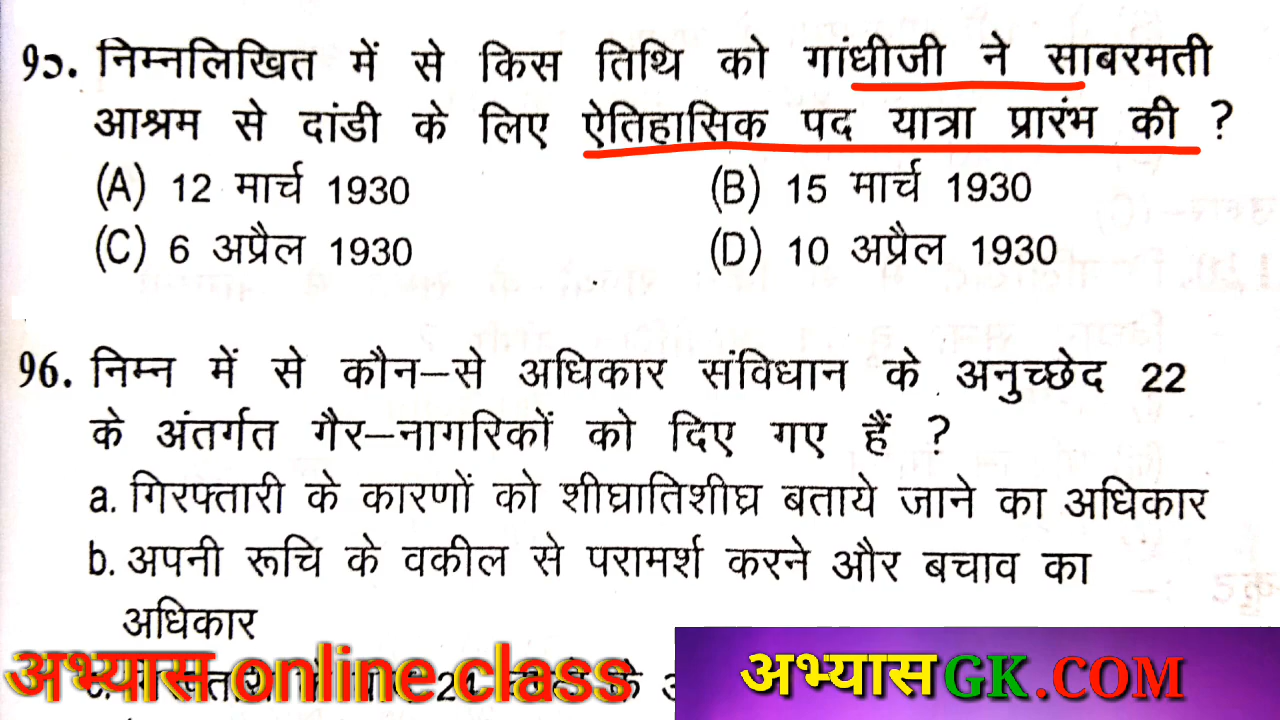 95. निम्नलिखित में से किस तिथि को गांधीजी ने साबरमती
आश्रम से दांडी के लिए ऐतिहासिक पद यात्रा प्रारंभ की ?
(A) 12 मार्च 1930 (B) 15 मार्च 1930
(C) 6 अप्रैल 1930 (D) 10 अप्रैल 1930
96. निम्न में से कौन–से अधिकार संविधान के अनुच्छेद 22
के अंतर्गत गैर–नागरिकों को दिए गए हैं ?
a. गिरफ्तारी के कारणों को शीघ्रातिशीघ्र बताये जाने का अधिकार
b. अपनी रूचि के वकील से परामर्श करने और बचाव का
अधिकार
अभ्यास online class
अभ्यासGK.COM